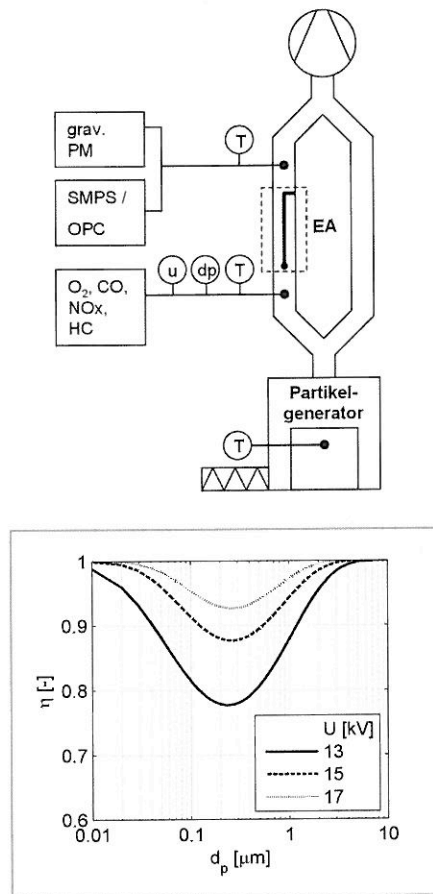 grav.
PM
T
SMPS /
OPC
EA
u
dp
T
O₂, CO,
NOx,
HC
Partikel-
generator
T
1
0.9
0.8
0.7
0.6
η [-]
U [kV]
13
15
17
0.01
0.1
1
10
dₚ [µm]